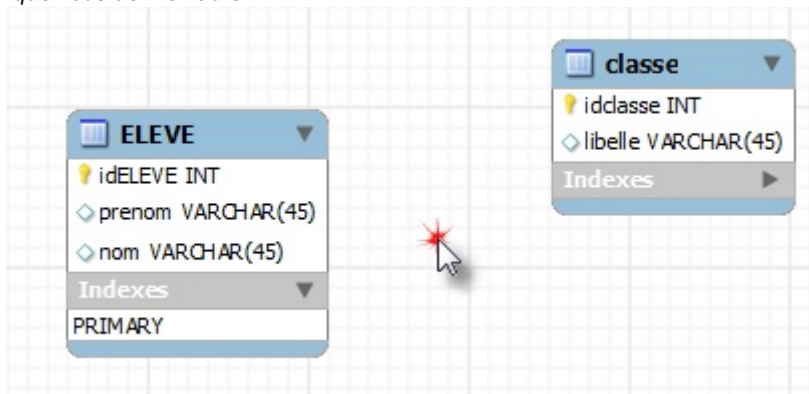 classe
idclasse INT
libelle VARCHAR(45)
Indexes
ELEVE
idELEVE INT
prenom VARCHAR(45)
nom VARCHAR(45)
Indexes
PRIMARY